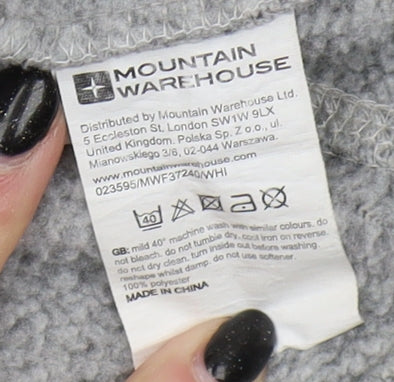 MOUNTAIN
WAREHOUSE
Distributed by Mountain Warehouse Ltd.
5 Eccleston St, London SW1W 9LX
United Kingdom. Polska Sp. Z o.o, ul.
Mianowskiego 3/6, 02-044 Warszawa.
www.mountainwarehouse.com
023595/MWF37240/WHI
40
GB: mild 40° machine wash with similar colours, do
not bleach. do not tumble dry. cool iron on reverse.
do not dry clean. turn inside out before washing.
reshape whilst damp. do not use softener.
100% polyester
MADE IN CHINA